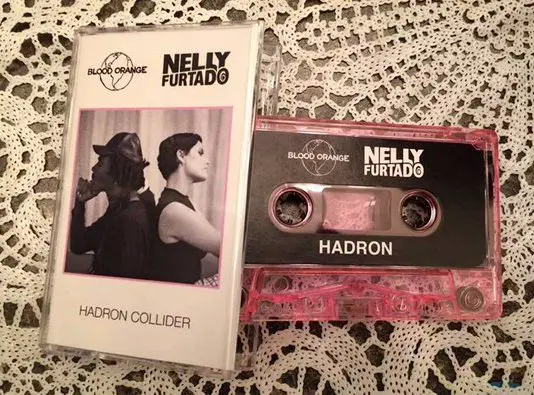 BLOOD ORANGE
NELLY
FURTADO
HADRON COLLIDER
BLOOD ORANGE
NELLY
FURTADO
HADRON